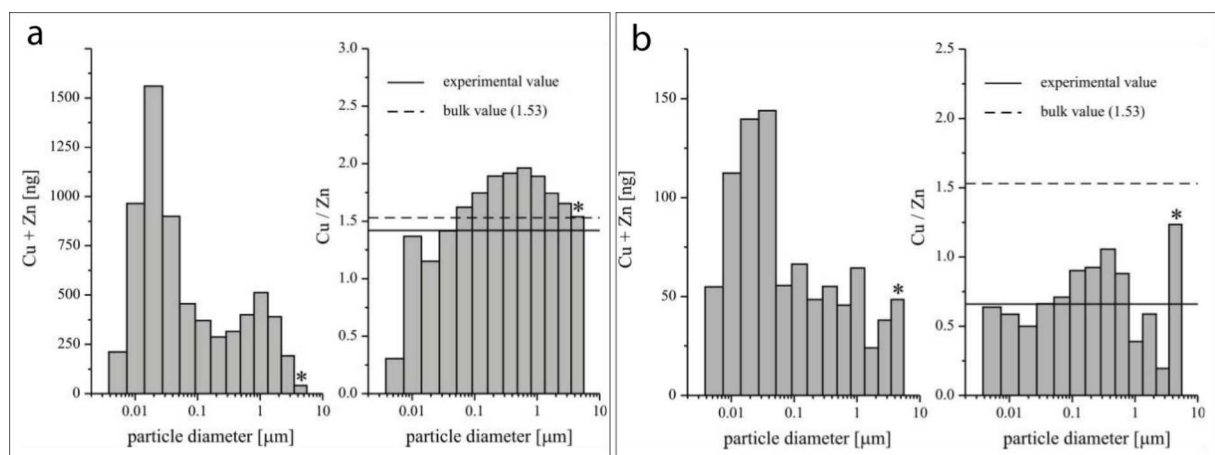 a
1500
1250
1000
750
500
250
0
Cu + Zn [ng]
*
0.01 0.1 1 10
particle diameter [µm]
3.0
2.5
2.0
1.5
1.0
0.5
0.0
Cu / Zn
experimental value
bulk value (1.53)
*
0.01 0.1 1 10
particle diameter [µm]
b
150
100
50
0
Cu + Zn [ng]
*
0.01 0.1 1 10
particle diameter [µm]
2.5
2.0
1.5
1.0
0.5
0.0
Cu / Zn
experimental value
bulk value (1.53)
*
0.01 0.1 1 10
particle diameter [µm]